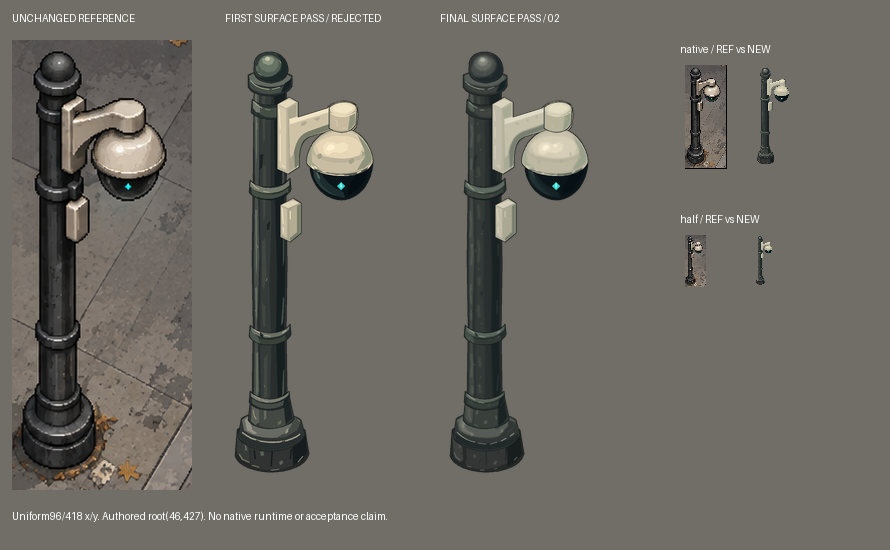 UNCHANGED REFERENCE
FIRST SURFACE PASS / REJECTED
FINAL SURFACE PASS / 02
native / REF vs NEW
half / REF vs NEW
Uniform96/418 x/y. Authored root(46,427). No native runtime or acceptance claim.